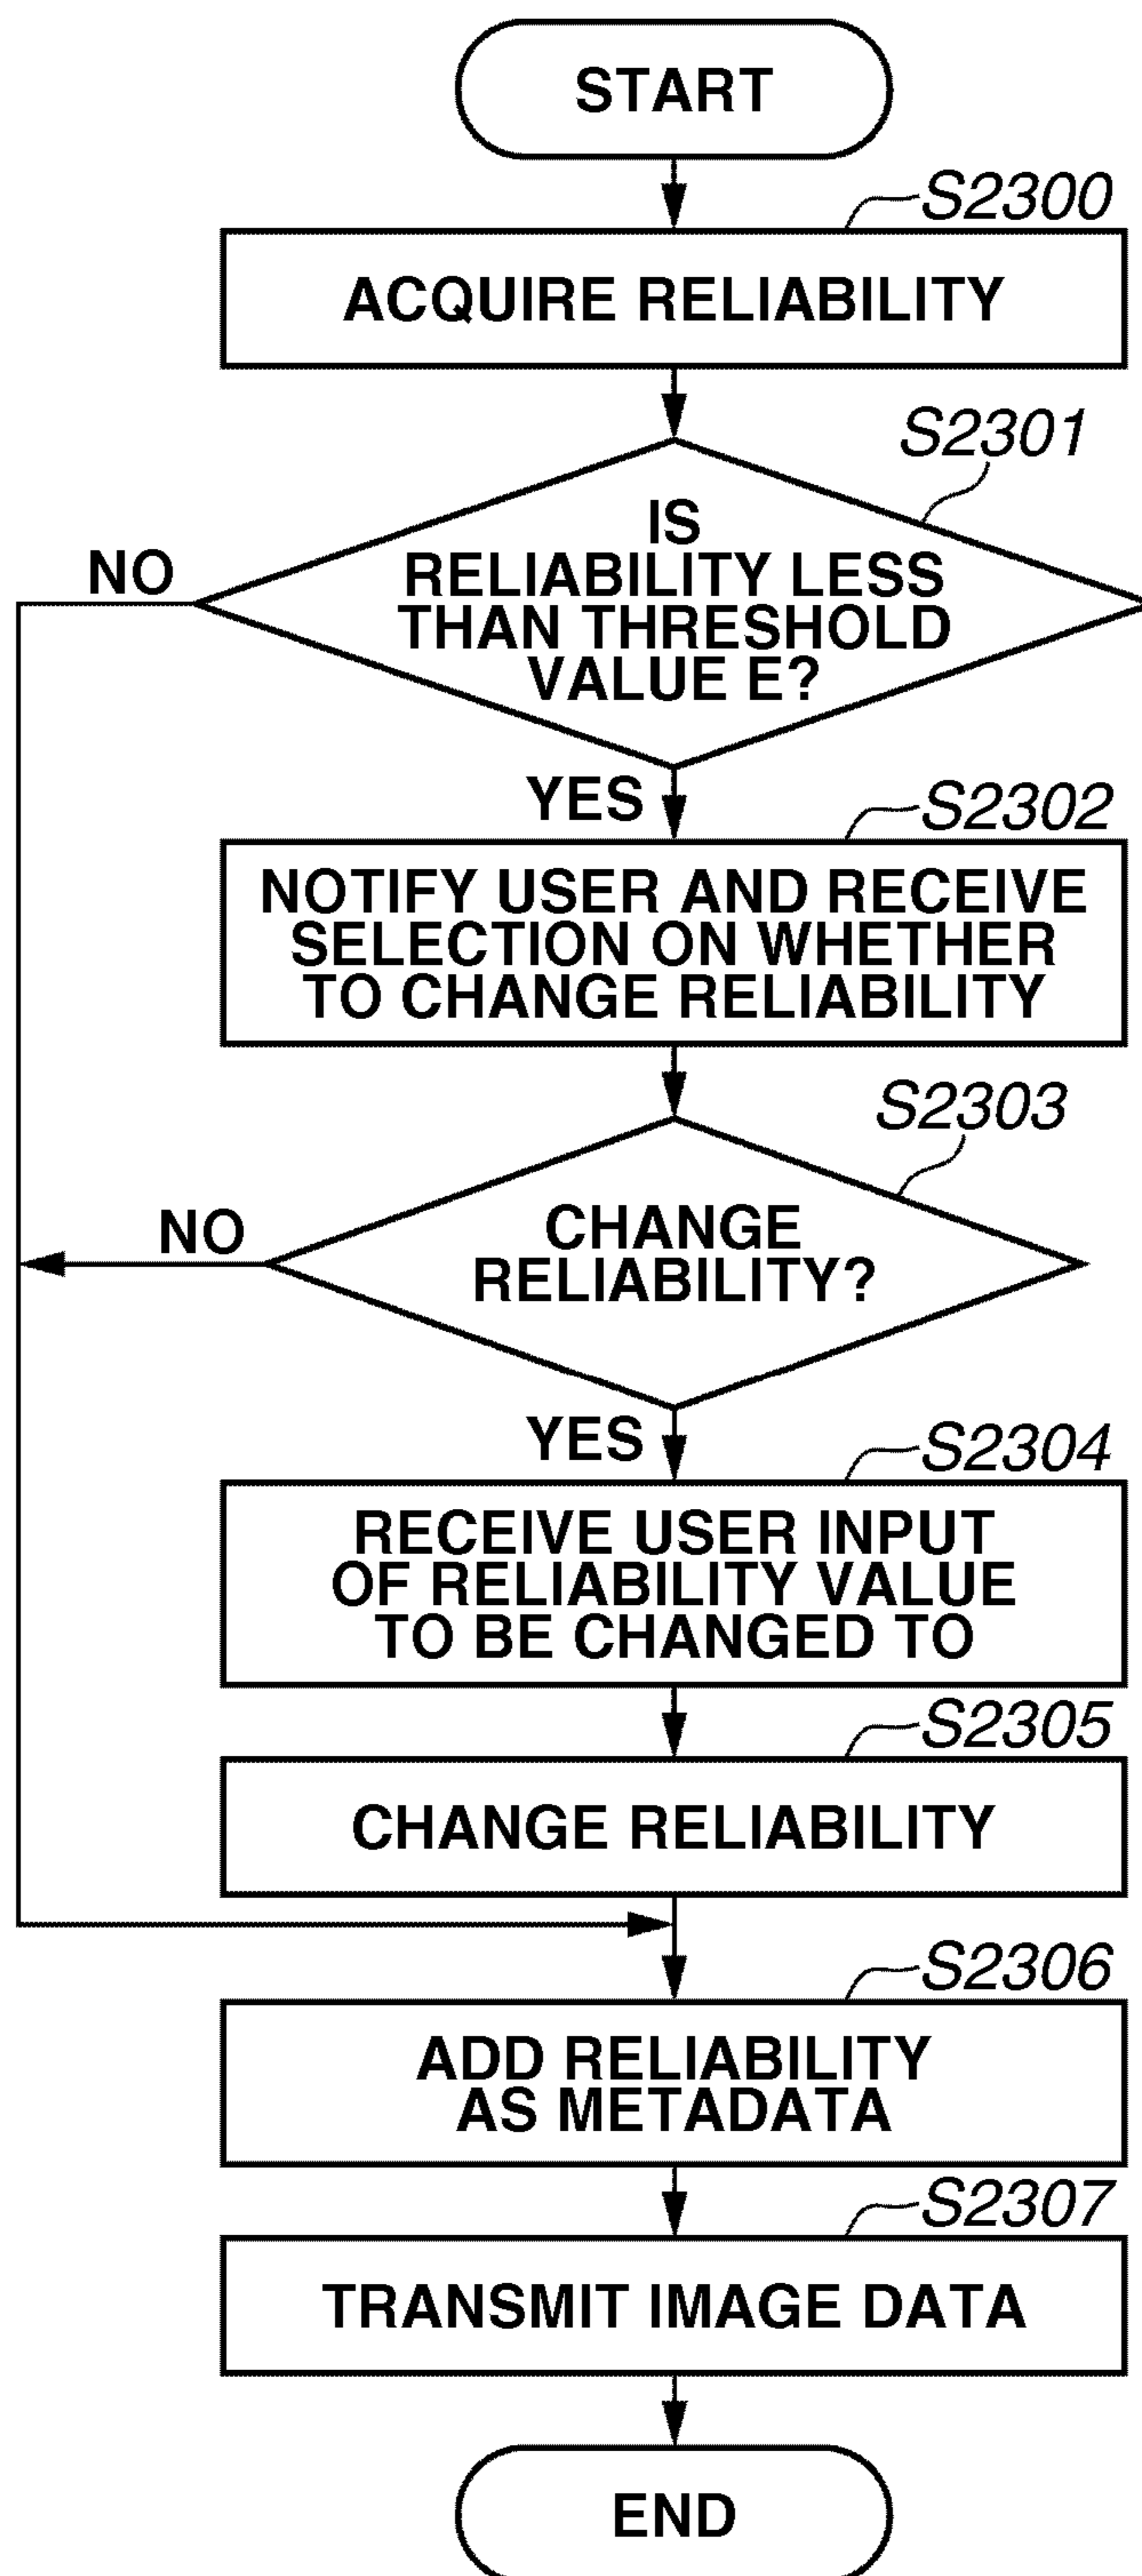 START
S2300
ACQUIRE RELIABILITY
S2301
IS
RELIABILITY LESS
THAN THRESHOLD
VALUE E?
NO
YES
S2302
NOTIFY USER AND RECEIVE
SELECTION ON WHETHER
TO CHANGE RELIABILITY
S2303
CHANGE
RELIABILITY?
NO
YES
S2304
RECEIVE USER INPUT
OF RELIABILITY VALUE
TO BE CHANGED TO
S2305
CHANGE RELIABILITY
S2306
ADD RELIABILITY
AS METADATA
S2307
TRANSMIT IMAGE DATA
END